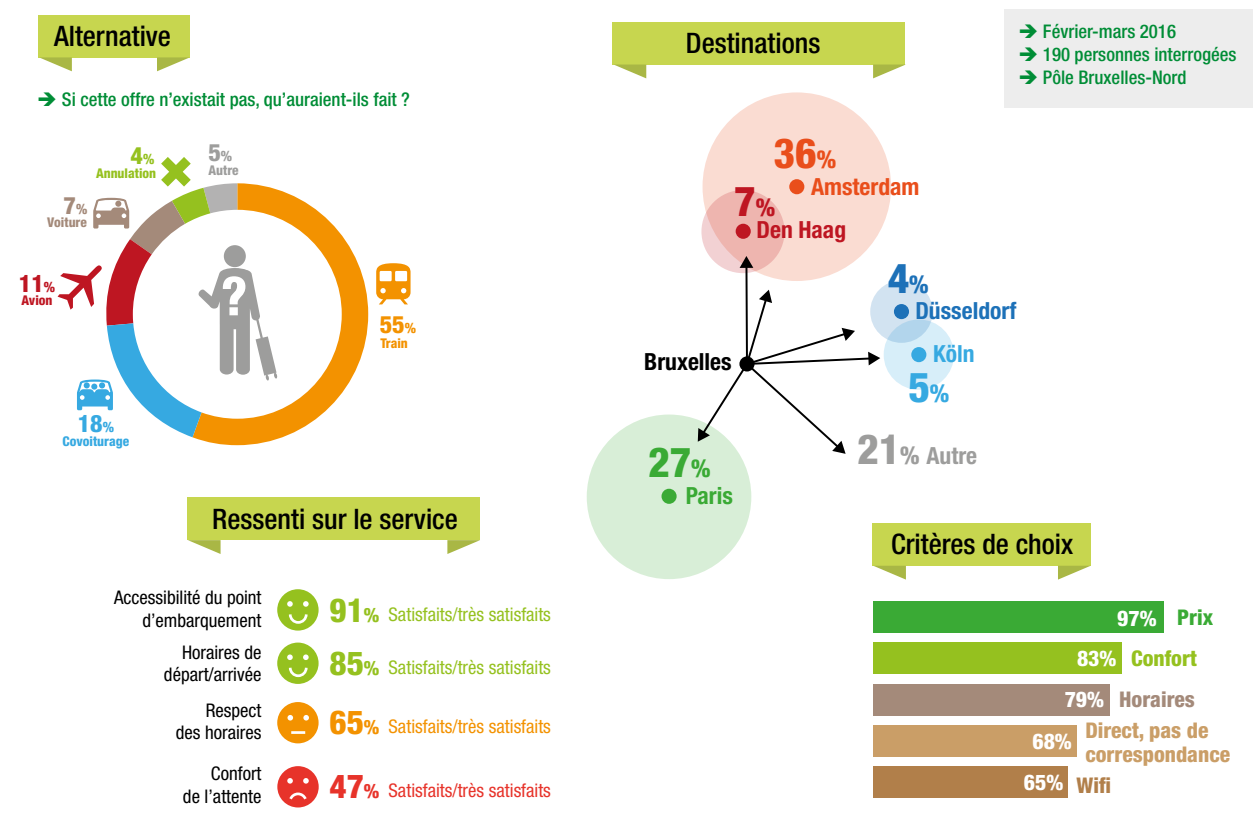 Alternative
➔ Si cette offre n'existait pas, qu'auraient-ils fait ?
4%
Annulation
5%
Autre
7%
Voiture
11%
Avion
?
55%
Train
18%
Covoiturage
Destinations
➔ Février-mars 2016
➔ 190 personnes interrogées
➔ Pôle Bruxelles-Nord
36%
Amsterdam
7%
Den Haag
4%
Düsseldorf
Bruxelles
Köln
5%
21% Autre
27%
Paris
Ressenti sur le service
Accessibilité du point
d'embarquement
91% Satisfaits/très satisfaits
Horaires de
départ/arrivée
85% Satisfaits/très satisfaits
Respect
des horaires
65% Satisfaits/très satisfaits
Confort
de l'attente
47% Satisfaits/très satisfaits
Critères de choix
97% Prix
83% Confort
79% Horaires
68% Direct, pas de
correspondance
65% Wifi